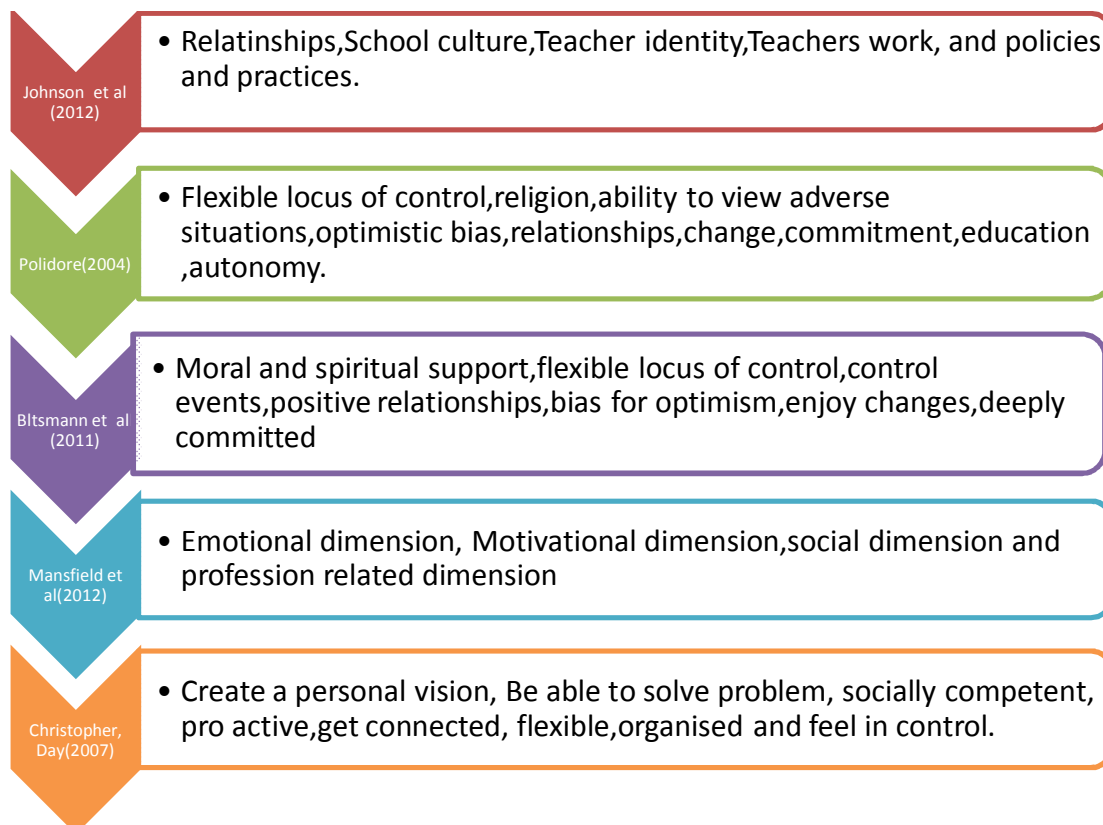 Johnson et al
(2012)
• Relatinships,School culture,Teacher identity,Teachers work, and policies
and practices.
Polidore(2004)
• Flexible locus of control,religion,ability to view adverse
situations,optimistic bias,relationships,change,commitment,education
,autonomy.
Bltsmann et al
(2011)
• Moral and spiritual support,flexible locus of control,control
events,positive relationships,bias for optimism,enjoy changes,deeply
committed
Mansfield et
al(2012)
• Emotional dimension, Motivational dimension,social dimension and
profession related dimension
Christopher,
Day(2007)
• Create a personal vision, Be able to solve problem, socially competent,
pro active,get connected, flexible,organised and feel in control.